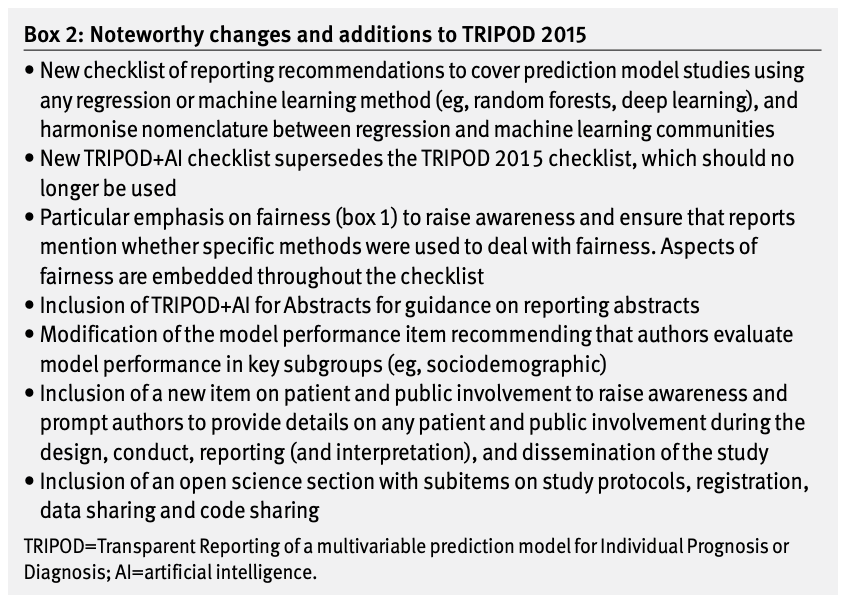 Box 2: Noteworthy changes and additions to TRIPOD 2015
• New checklist of reporting recommendations to cover prediction model studies using
any regression or machine learning method (eg, random forests, deep learning), and
harmonise nomenclature between regression and machine learning communities
• New TRIPOD+AI checklist supersedes the TRIPOD 2015 checklist, which should no
longer be used
• Particular emphasis on fairness (box 1) to raise awareness and ensure that reports
mention whether specific methods were used to deal with fairness. Aspects of
fairness are embedded throughout the checklist
• Inclusion of TRIPOD+AI for Abstracts for guidance on reporting abstracts
• Modification of the model performance item recommending that authors evaluate
model performance in key subgroups (eg, sociodemographic)
• Inclusion of a new item on patient and public involvement to raise awareness and
prompt authors to provide details on any patient and public involvement during the
design, conduct, reporting (and interpretation), and dissemination of the study
• Inclusion of an open science section with subitems on study protocols, registration,
data sharing and code sharing
TRIPOD=Transparent Reporting of a multivariable prediction model for Individual Prognosis or
Diagnosis; AI=artificial intelligence.